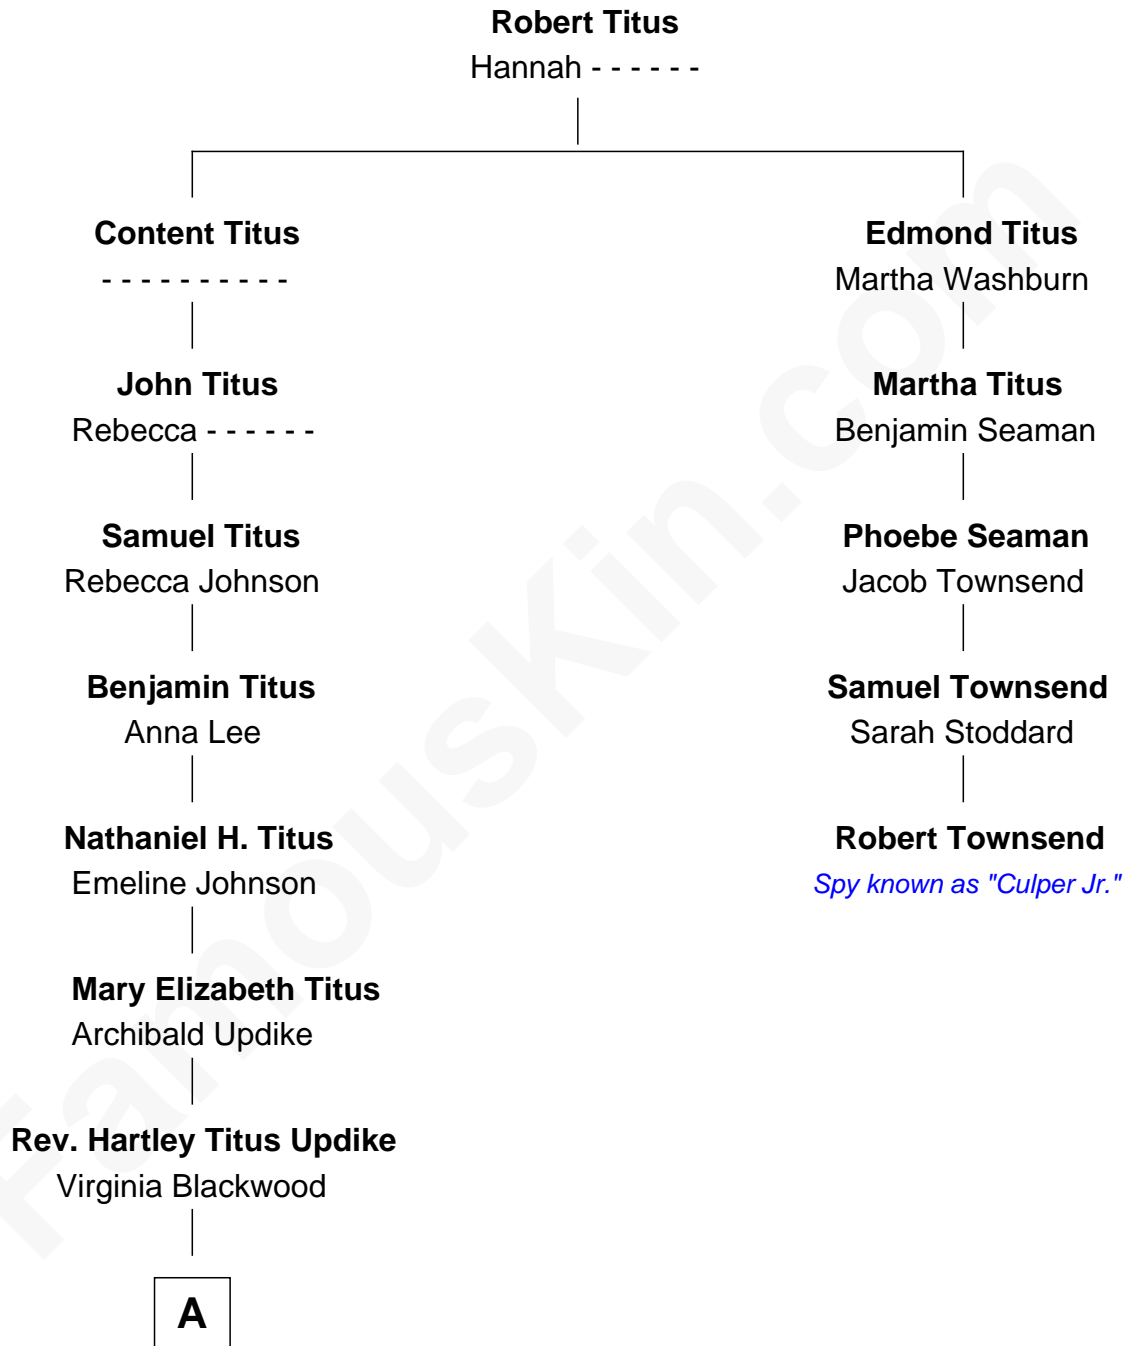 Robert Titus
Hannah - - - - - -
Content Titus
- - - - - - - - - -
John Titus
Rebecca - - - - - -
Samuel Titus
Rebecca Johnson
Benjamin Titus
Anna Lee
Nathaniel H. Titus
Emeline Johnson
Mary Elizabeth Titus
Archibald Updike
Rev. Hartley Titus Updike
Virginia Blackwood
A
Edmond Titus
Martha Washburn
Martha Titus
Benjamin Seaman
Phoebe Seaman
Jacob Townsend
Samuel Townsend
Sarah Stoddard
Robert Townsend
Spy known as "Culper Jr."
FamousKin.com